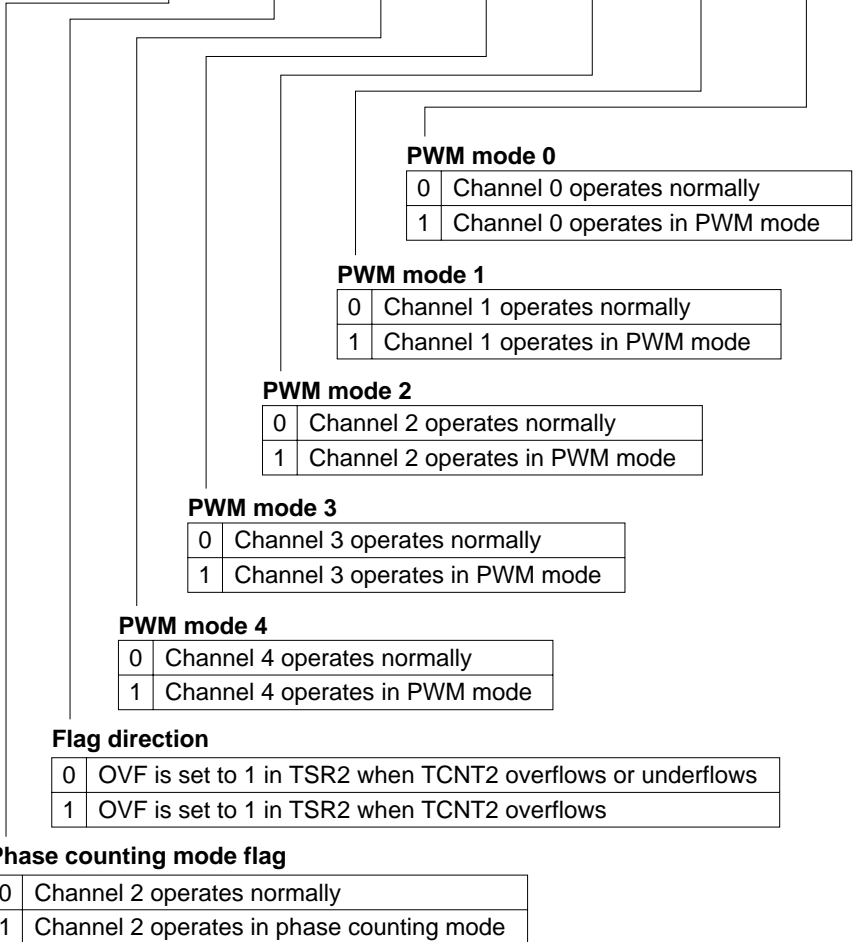 PWM mode 0
0 Channel 0 operates normally
1 Channel 0 operates in PWM mode
PWM mode 1
0 Channel 1 operates normally
1 Channel 1 operates in PWM mode
PWM mode 2
0 Channel 2 operates normally
1 Channel 2 operates in PWM mode
PWM mode 3
0 Channel 3 operates normally
1 Channel 3 operates in PWM mode
PWM mode 4
0 Channel 4 operates normally
1 Channel 4 operates in PWM mode
Flag direction
0 OVF is set to 1 in TSR2 when TCNT2 overflows or underflows
1 OVF is set to 1 in TSR2 when TCNT2 overflows
Phase counting mode flag
0 Channel 2 operates normally
1 Channel 2 operates in phase counting mode